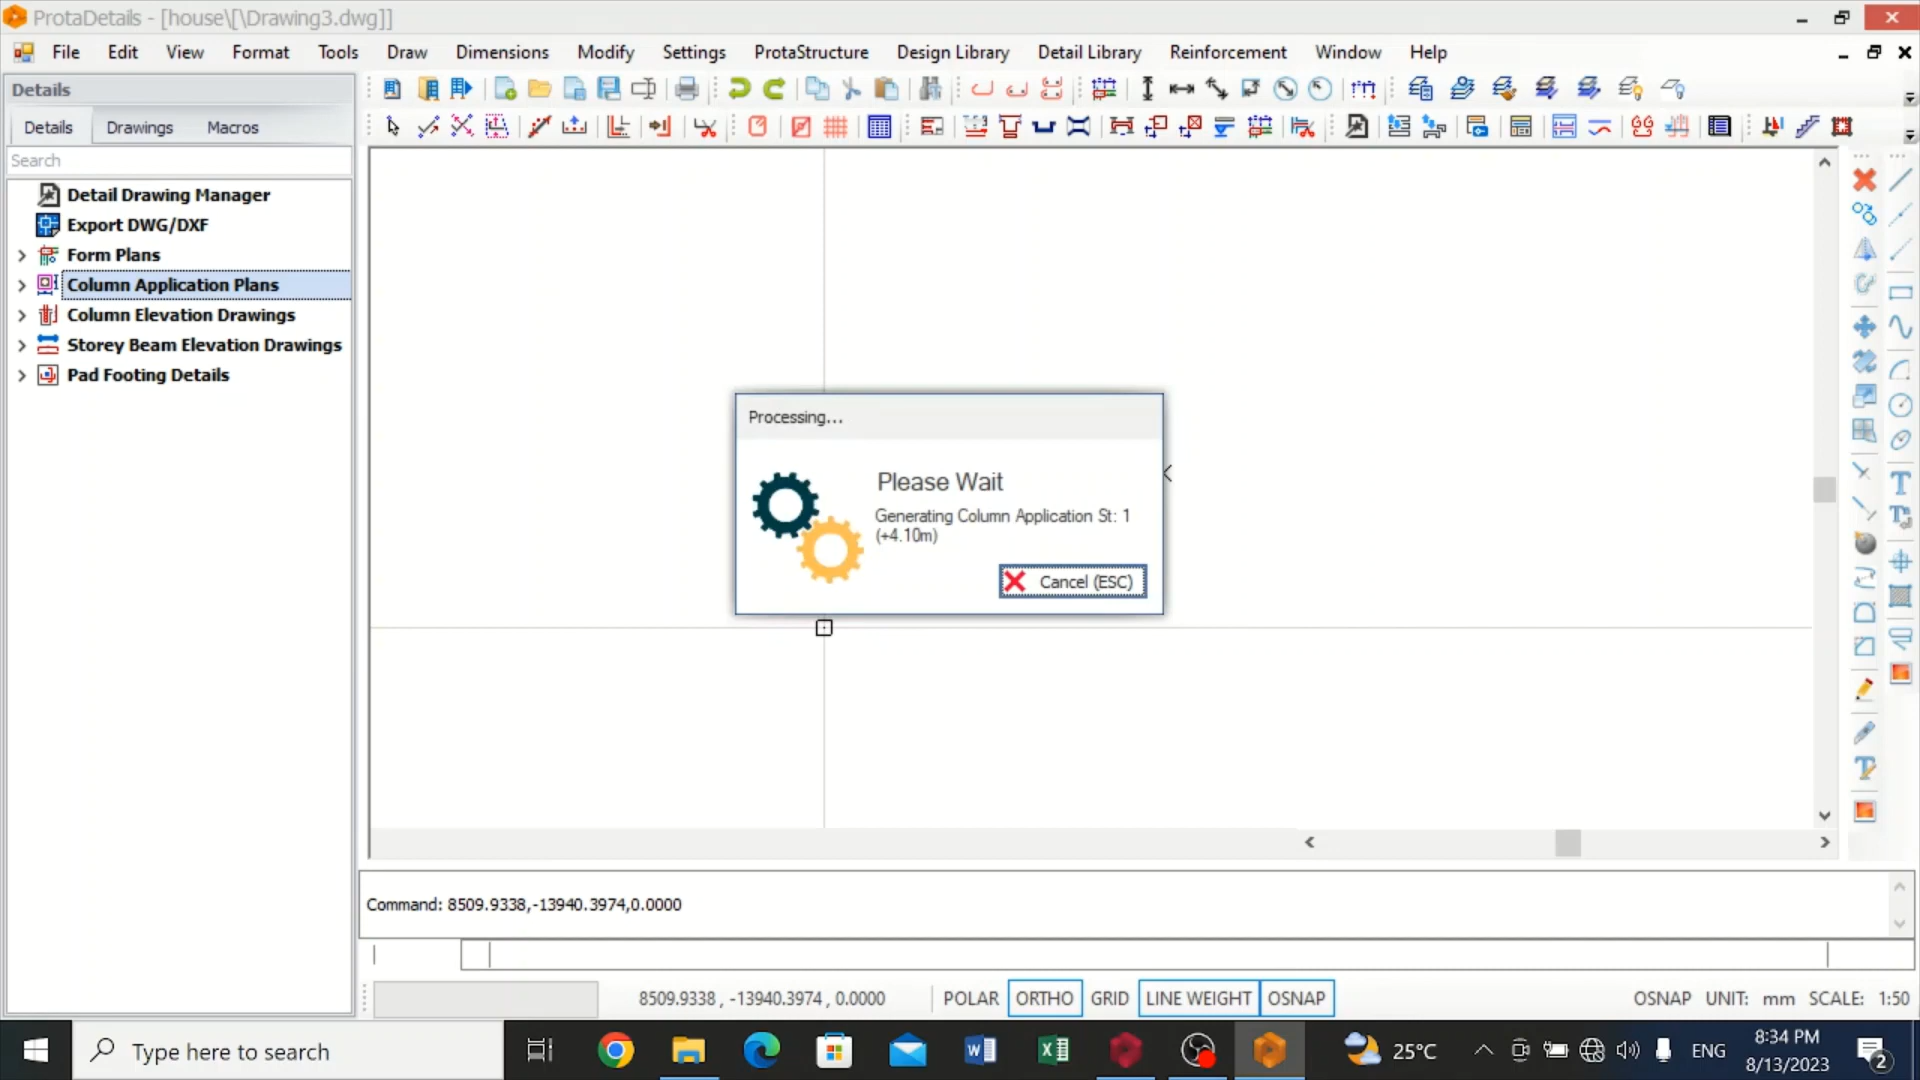 ProtaDetails - [house\[\Drawing3.dwg]]
File Edit View Format Tools Draw Dimensions Modify Settings ProtaStructure Design Library Detail Library Reinforcement Window Help
Details
Details Drawings Macros
Search
Detail Drawing Manager
Export DWG/DXF
Form Plans
Column Application Plans
Column Elevation Drawings
Storey Beam Elevation Drawings
Pad Footing Details
Processing...
Please Wait
Generating Column Application St: 1
(+4.10m)
Cancel (ESC)
Command: 8509.9338,-13940.3974,0.0000
8509.9338 , -13940.3974 , 0.0000 POLAR ORTHO GRID LINE WEIGHT OSNAP OSNAP UNIT: mm SCALE: 1:50
Type here to search
25°C
ENG
8:34 PM
8/13/2023
2